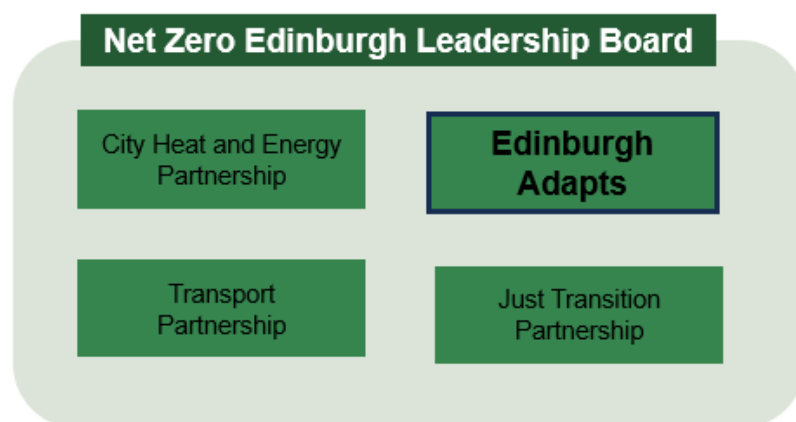 Net Zero Edinburgh Leadership Board
City Heat and Energy
Partnership
Edinburgh
Adapts
Transport
Partnership
Just Transition
Partnership